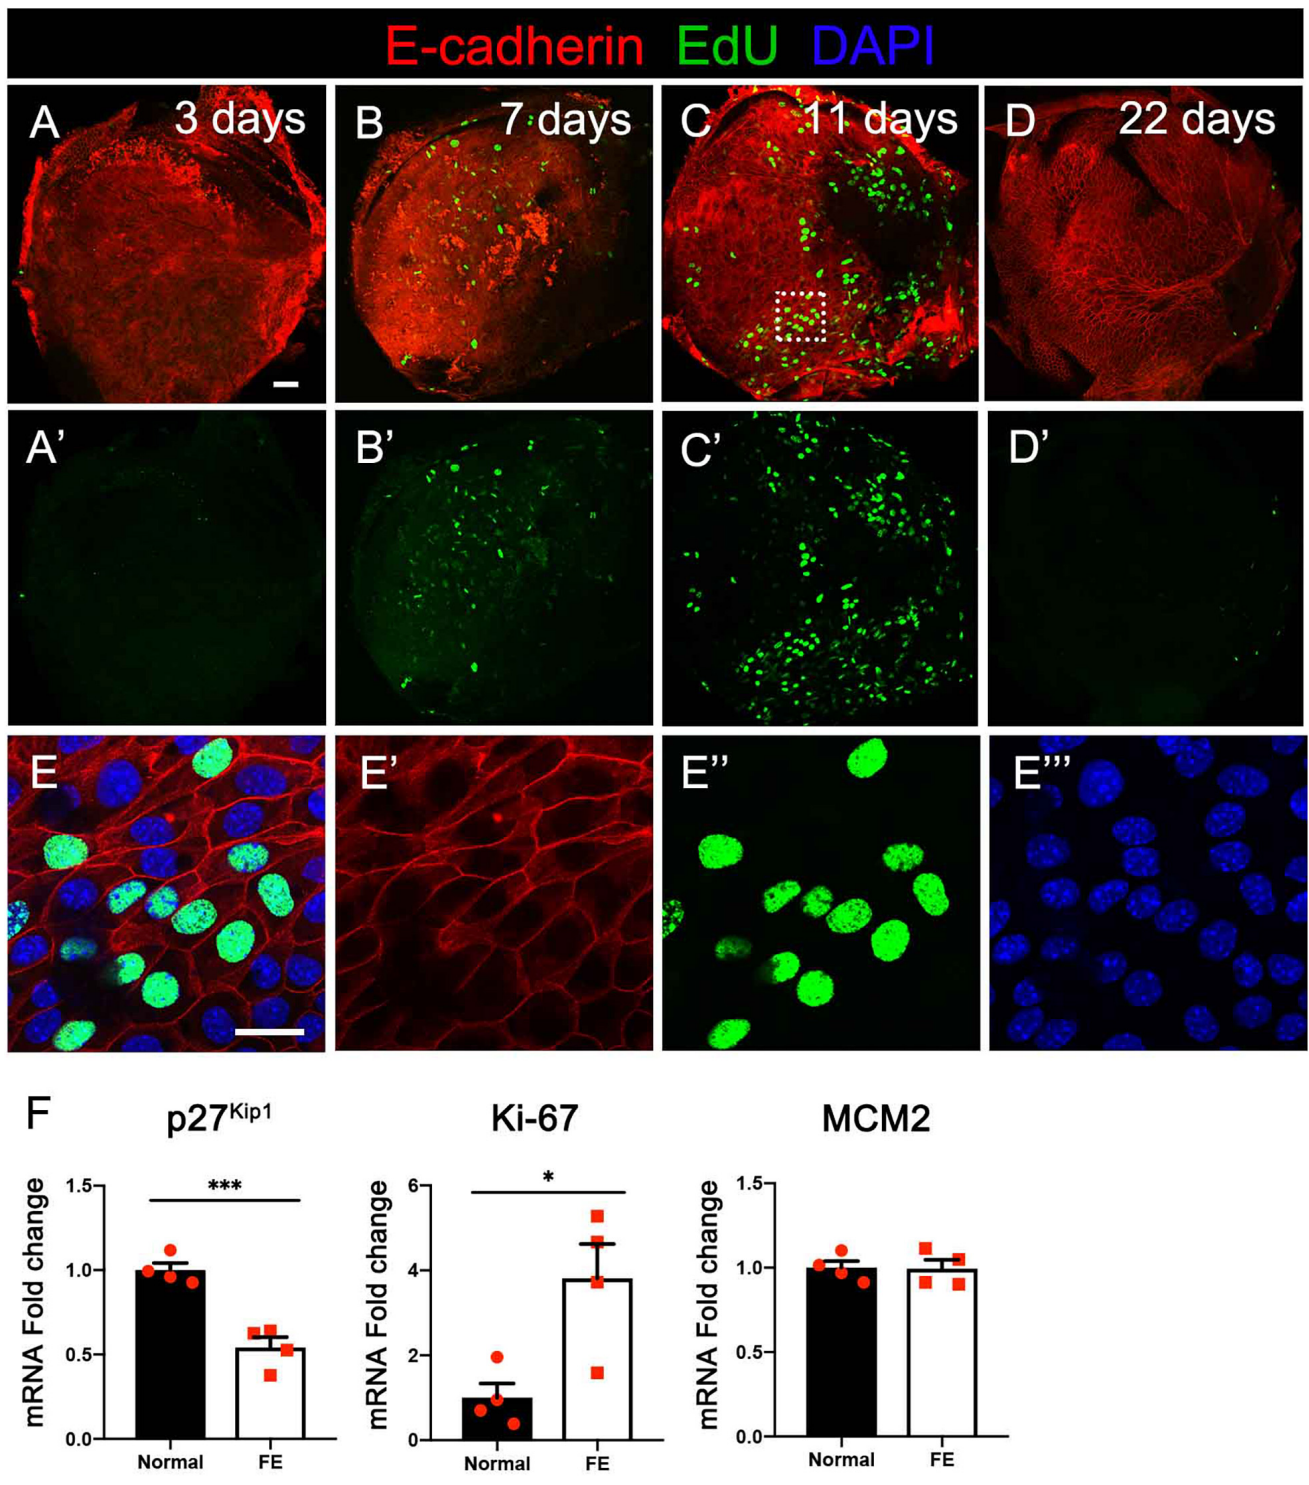 E-cadherin EdU DAPI
A 3 days B 7 days C 11 days D 22 days
A’ B’ C’ D’
E E’ E’’ E’’’
F p27Kip1 Ki-67 MCM2
mRNA Fold change
1.5
1.0
0.5
0.0
***
Normal FE
mRNA Fold change
6
4
2
0
*
Normal FE
mRNA Fold change
1.5
1.0
0.5
0.0
Normal FE